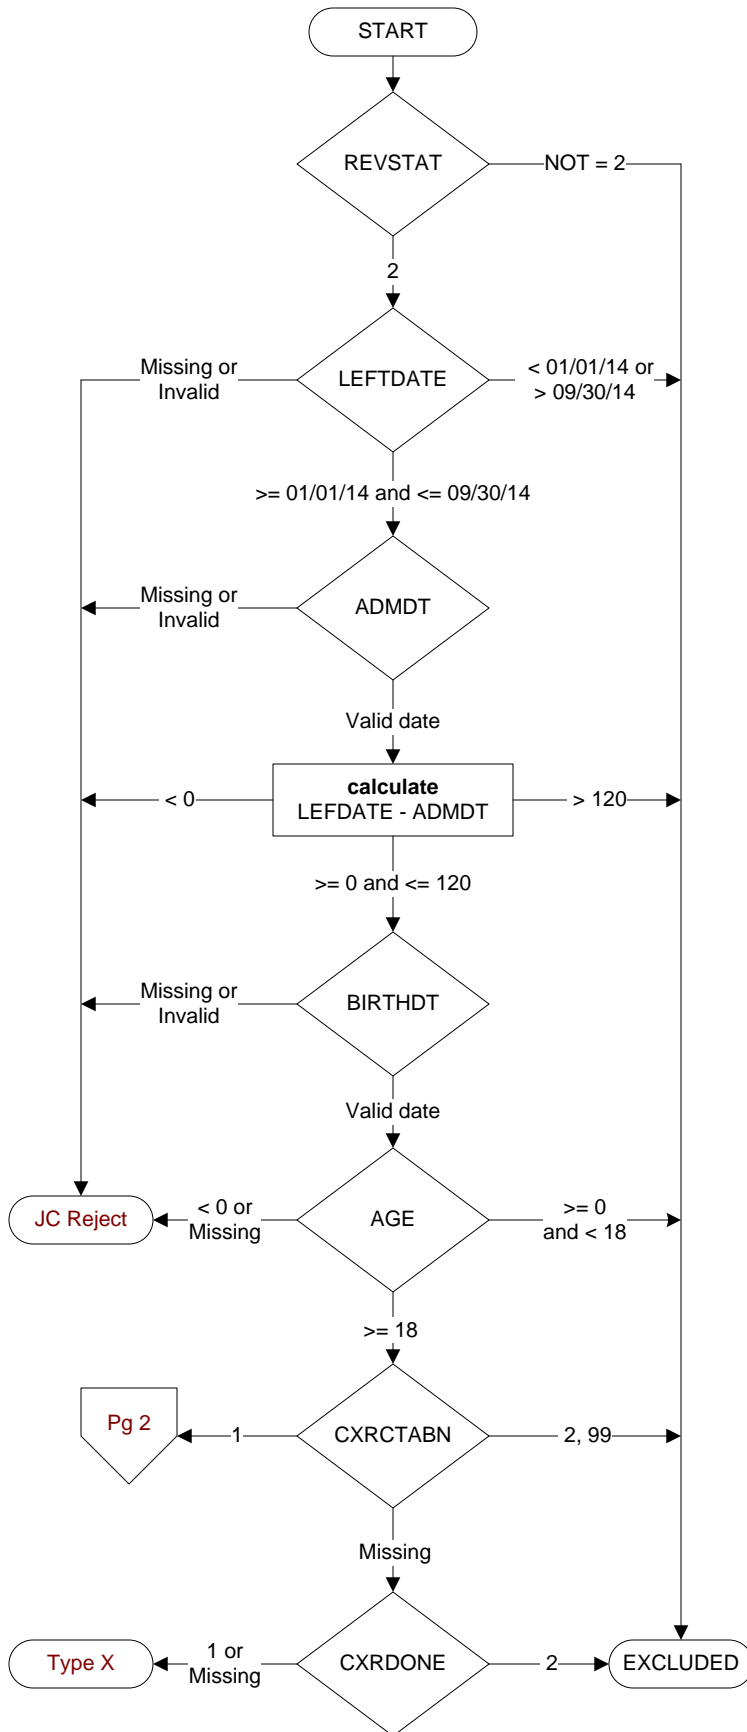 START
REVSTAT
NOT = 2
2
Missing or
Invalid
LEFTDATE
< 01/01/14 or
> 09/30/14
>= 01/01/14 and <= 09/30/14
Missing or
Invalid
ADMDT
Valid date
< 0
calculate
LEFDATE - ADMDT
> 120
>= 0 and <= 120
Missing or
Invalid
BIRTHDT
Valid date
JC Reject
< 0 or
Missing
AGE
>= 0
and < 18
>= 18
Pg 2
1
CXRCTABN
2, 99
Missing
Type X
1 or
Missing
CXRDONE
2
EXCLUDED